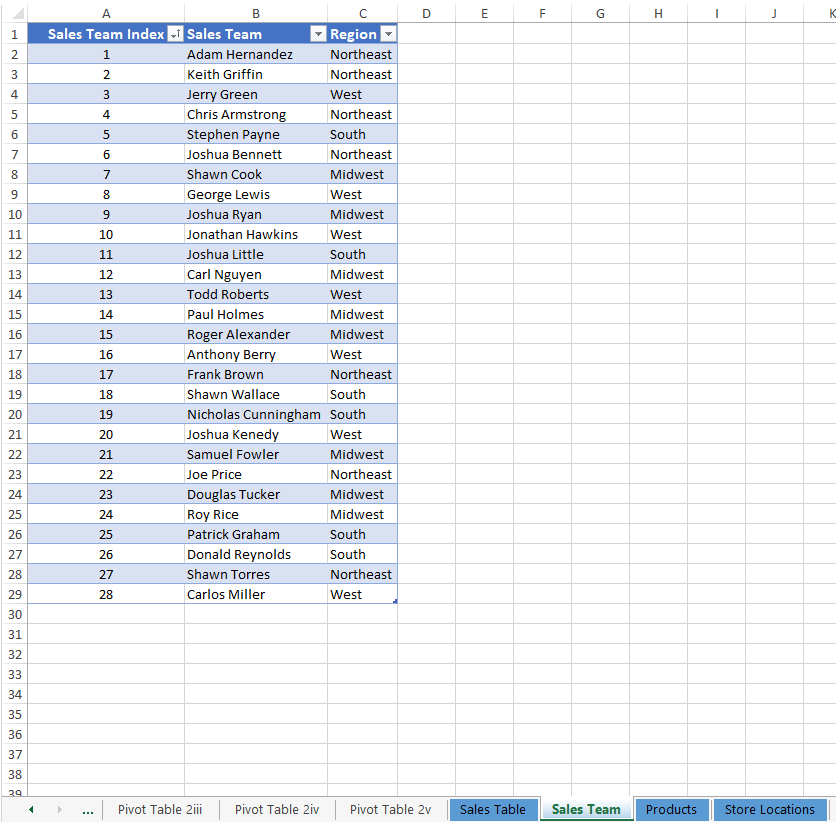 A B C D E F G H I J K
1 Sales Team Index Sales Team Region
2 1 Adam Hernandez Northeast
3 2 Keith Griffin Northeast
4 3 Jerry Green West
5 4 Chris Armstrong Northeast
6 5 Stephen Payne South
7 6 Joshua Bennett Northeast
8 7 Shawn Cook Midwest
9 8 George Lewis West
10 9 Joshua Ryan Midwest
11 10 Jonathan Hawkins West
12 11 Joshua Little South
13 12 Carl Nguyen Midwest
14 13 Todd Roberts West
15 14 Paul Holmes Midwest
16 15 Roger Alexander Midwest
17 16 Anthony Berry West
18 17 Frank Brown Northeast
19 18 Shawn Wallace South
20 19 Nicholas Cunningham South
21 20 Joshua Kenedy West
22 21 Samuel Fowler Midwest
23 22 Joe Price Northeast
24 23 Douglas Tucker Midwest
25 24 Roy Rice Midwest
26 25 Patrick Graham South
27 26 Donald Reynolds South
28 27 Shawn Torres Northeast
29 28 Carlos Miller West
30
31
32
33
34
35
36
37
38
39
... Pivot Table 2iii Pivot Table 2iv Pivot Table 2v Sales Table Sales Team Products Store Locations